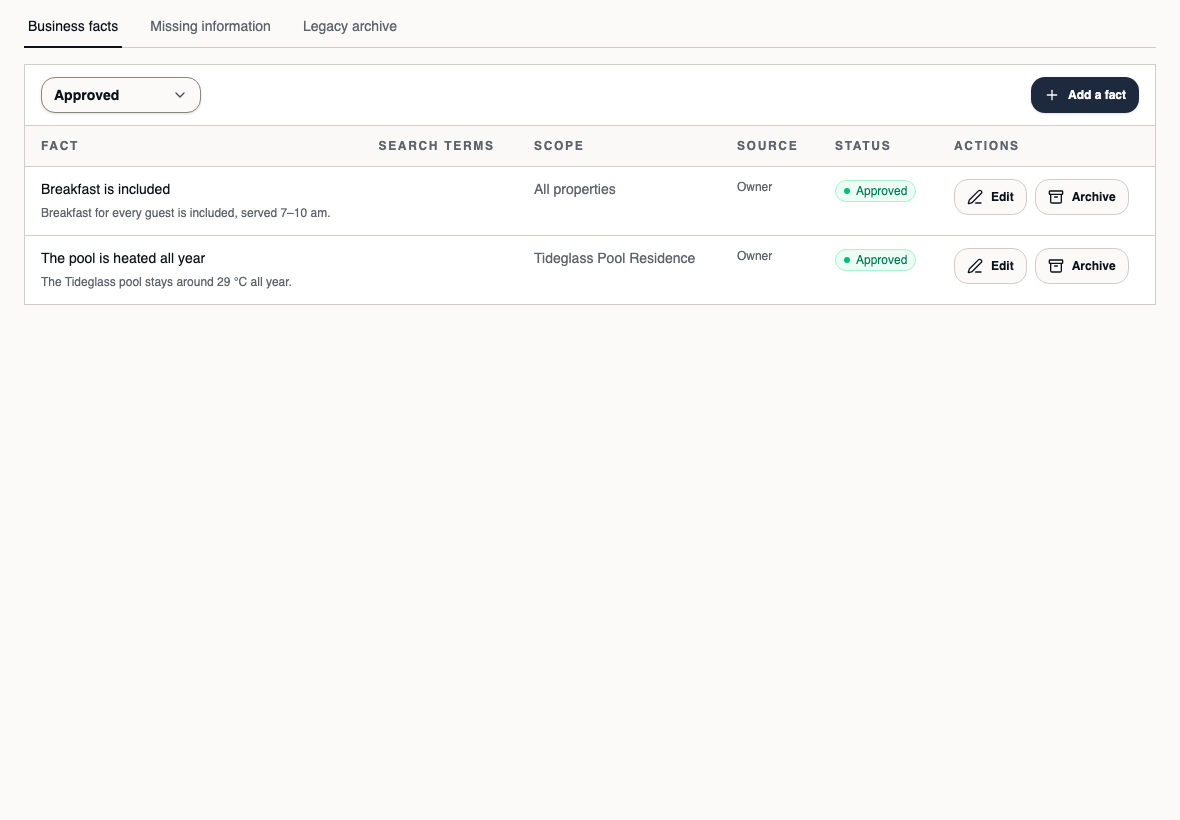 Business facts Missing information Legacy archive
Approved Add a fact
FACT SEARCH TERMS SCOPE SOURCE STATUS ACTIONS
Breakfast is included All properties Owner Approved Edit Archive
Breakfast for every guest is included, served 7–10 am.
The pool is heated all year Tideglass Pool Residence Owner Approved Edit Archive
The Tideglass pool stays around 29 °C all year.